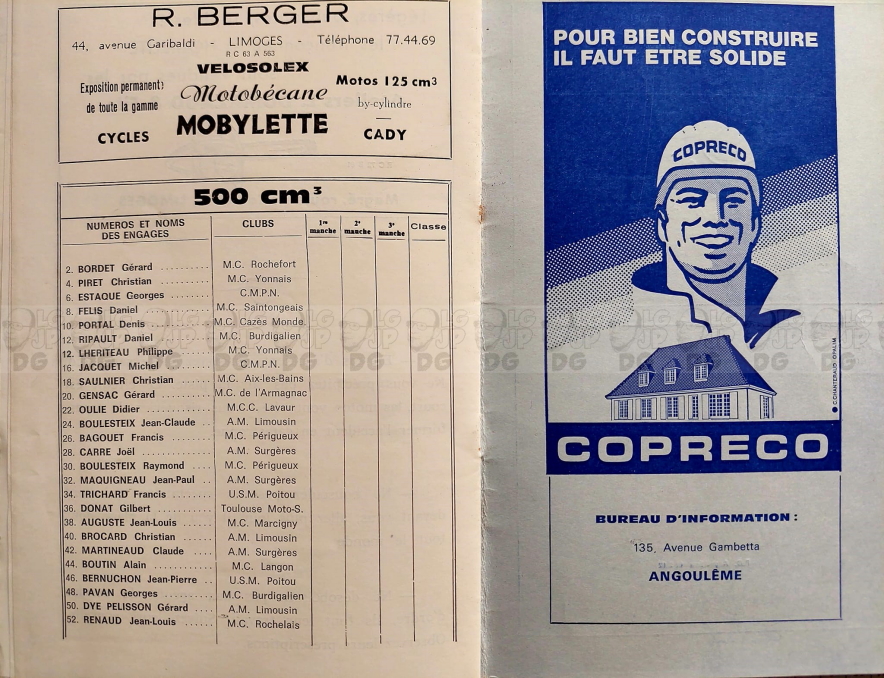 R. BERGER
44, avenue Garibaldi - LIMOGES - Téléphone 77.44.69
R C 63 A 563
VELOSOLEX
Exposition permanente
de toute la gamme
CYCLES
Motobécane
MOBYLETTE
Motos 125 cm3
by-cylindre
CADY
500 cm3
NUMEROS ET NOMS DES ENGAGES CLUBS 1re manche 2e manche 3e manche Classe
2. BORDET Gérard .......... M.C. Rochefort
4. PIRET Christian .......... M.C. Yonnais
6. ESTAQUE Georges ........ C.M.P.N.
8. FELIS Daniel .......... M.C. Saintongeais
10. PORTAL Denis .......... M.C. Cazès Monde.
12. RIPAULT Daniel ........ M.C. Burdigalien
12. LHERITEAU Philippe ...... M.C. Yonnais
16. JACQUET Michel ........ C.M.P.N.
18. SAULNIER Christian ...... M.C. Aix-les-Bains
20. GENSAC Gérard ........ M.C. de l'Armagnac
22. OULIE Didier .......... M.C.C. Lavaur
24. BOULESTEIX Jean-Claude .. A.M. Limousin
26. BAGOUET Francis ........ M.C. Périgueux
28. CARRE Joël .......... A.M. Surgères
30. BOULESTEIX Raymond .... M.C. Périgueux
32. MAQUIGNEAU Jean-Paul .. A.M. Surgères
34. TRICHARD Francis ........ U.S.M. Poitou
36. DONAT Gilbert .......... Toulouse Moto-S.
38. AUGUSTE Jean-Louis ...... M.C. Marcigny
40. BROCARD Christian ...... A.M. Limousin
42. MARTINEAUD Claude .... A.M. Surgères
44. BOUTIN Alain .......... M.C. Langon
46. BERNUCHON Jean-Pierre .. U.S.M. Poitou
48. PAVAN Georges .......... M.C. Burdigalien
50. DYE PELISSON Gérard .... A.M. Limousin
52. RENAUD Jean-Louis ...... M.C. Rochelais
POUR BIEN CONSTRUIRE
IL FAUT ETRE SOLIDE
COPRECO
COPRECO
BUREAU D'INFORMATION :
135, Avenue Gambetta
ANGOULÊME
LG JP
DG